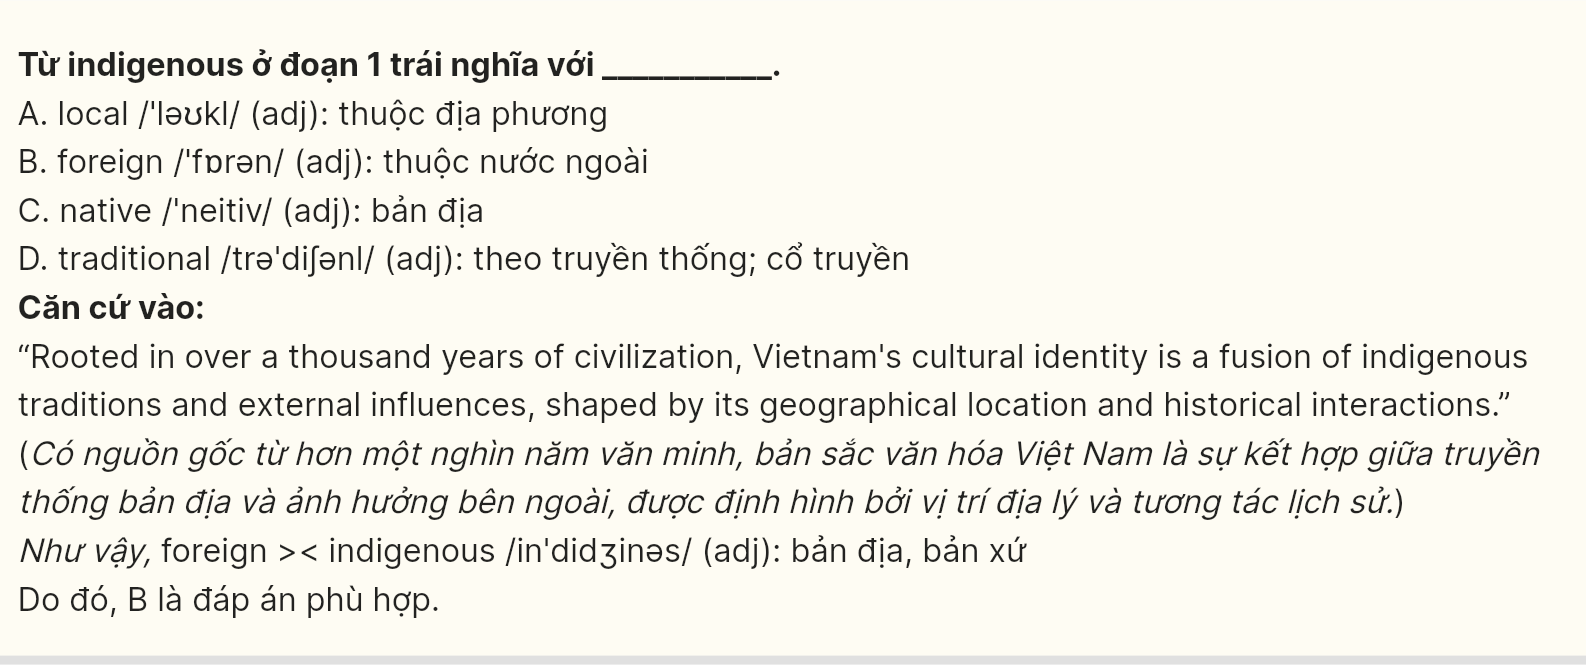 Từ indigenous ở đoạn 1 trái nghĩa với ___________.
A. local /'ləʊkl/ (adj): thuộc địa phương
B. foreign /'fɒrən/ (adj): thuộc nước ngoài
C. native /'neitiv/ (adj): bản địa
D. traditional /trə'diʃənl/ (adj): theo truyền thống; cổ truyền
Căn cứ vào:
“Rooted in over a thousand years of civilization, Vietnam's cultural identity is a fusion of indigenous
traditions and external influences, shaped by its geographical location and historical interactions.”
(Có nguồn gốc từ hơn một nghìn năm văn minh, bản sắc văn hóa Việt Nam là sự kết hợp giữa truyền
thống bản địa và ảnh hưởng bên ngoài, được định hình bởi vị trí địa lý và tương tác lịch sử.)
Như vậy, foreign >< indigenous /in'didʒinəs/ (adj): bản địa, bản xứ
Do đó, B là đáp án phù hợp.